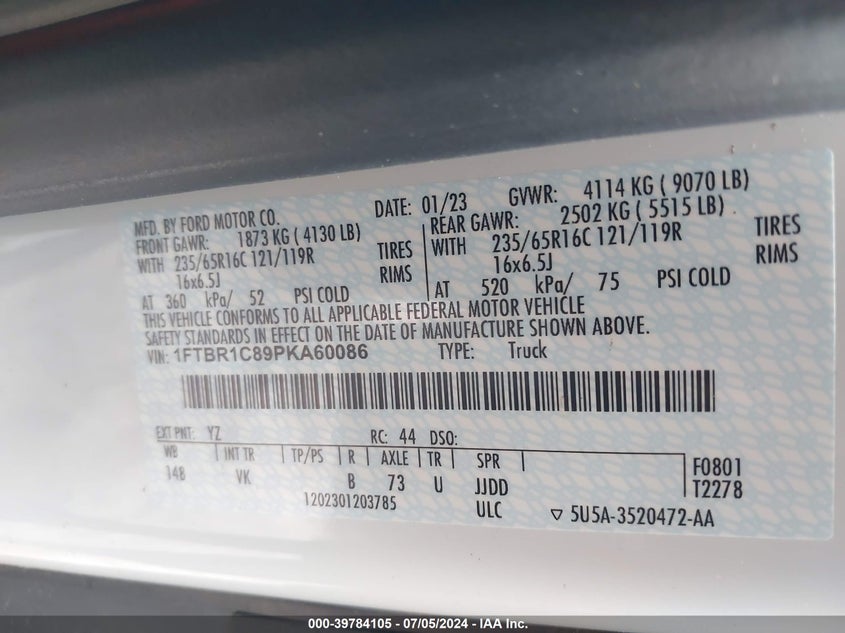 MFD. BY FORD MOTOR CO. DATE: 01/23 GVWR: 4114 KG ( 9070 LB)
FRONT GAWR: 1873 KG ( 4130 LB) REAR GAWR: 2502 KG ( 5515 LB)
WITH 235/65R16C 121/119R TIRES WITH 235/65R16C 121/119R TIRES
16x6.5J RIMS 16x6.5J RIMS
AT 360 kPa/ 52 PSI COLD AT 520 kPa/ 75 PSI COLD
THIS VEHICLE CONFORMS TO ALL APPLICABLE FEDERAL MOTOR VEHICLE
SAFETY STANDARDS IN EFFECT ON THE DATE OF MANUFACTURE SHOWN ABOVE.
VIN: 1FTBR1C89PKA60086 TYPE: Truck
EXT PNT: YZ RC: 44 DSO:
WB INT TR TP/PS R AXLE TR SPR F0801
148 VK B 73 U JJDD T2278
1202301203785 ULC ▽ 5U5A-3520472-AA
000-39784105 - 07/05/2024 - IAA Inc.